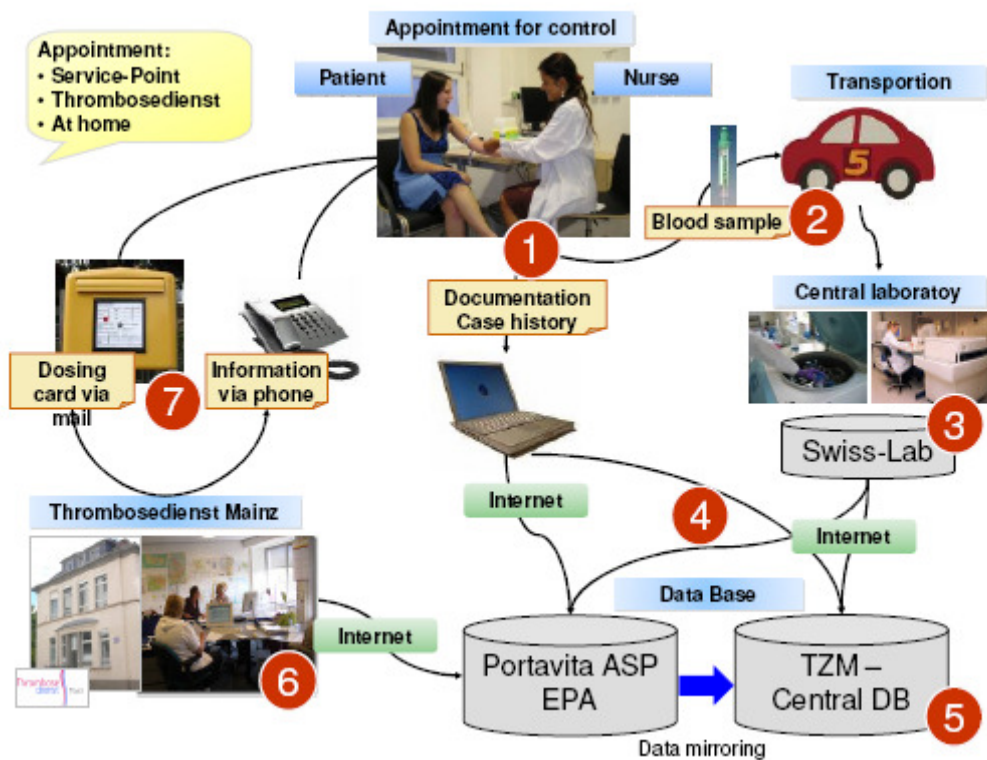 Appointment for control
Appointment:
• Service-Point
• Thrombosedienst
• At home
Patient
Nurse
Transportion
5
Blood sample
2
1
Documentation
Case history
Central laboratoy
3
Swiss-Lab
Dosing
card via
mail
7
Information
via phone
Internet
4
Internet
Thrombosedienst Mainz
Thrombose
dienst
6
Internet
Data Base
Portavita ASP
EPA
TZM –
Central DB
5
Data mirroring